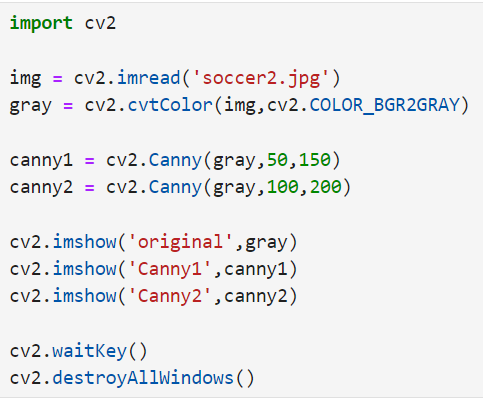 import cv2
img = cv2.imread('soccer2.jpg')
gray = cv2.cvtColor(img,cv2.COLOR_BGR2GRAY)
canny1 = cv2.Canny(gray,50,150)
canny2 = cv2.Canny(gray,100,200)
cv2.imshow('original',gray)
cv2.imshow('Canny1',canny1)
cv2.imshow('Canny2',canny2)
cv2.waitKey()
cv2.destroyAllWindows()